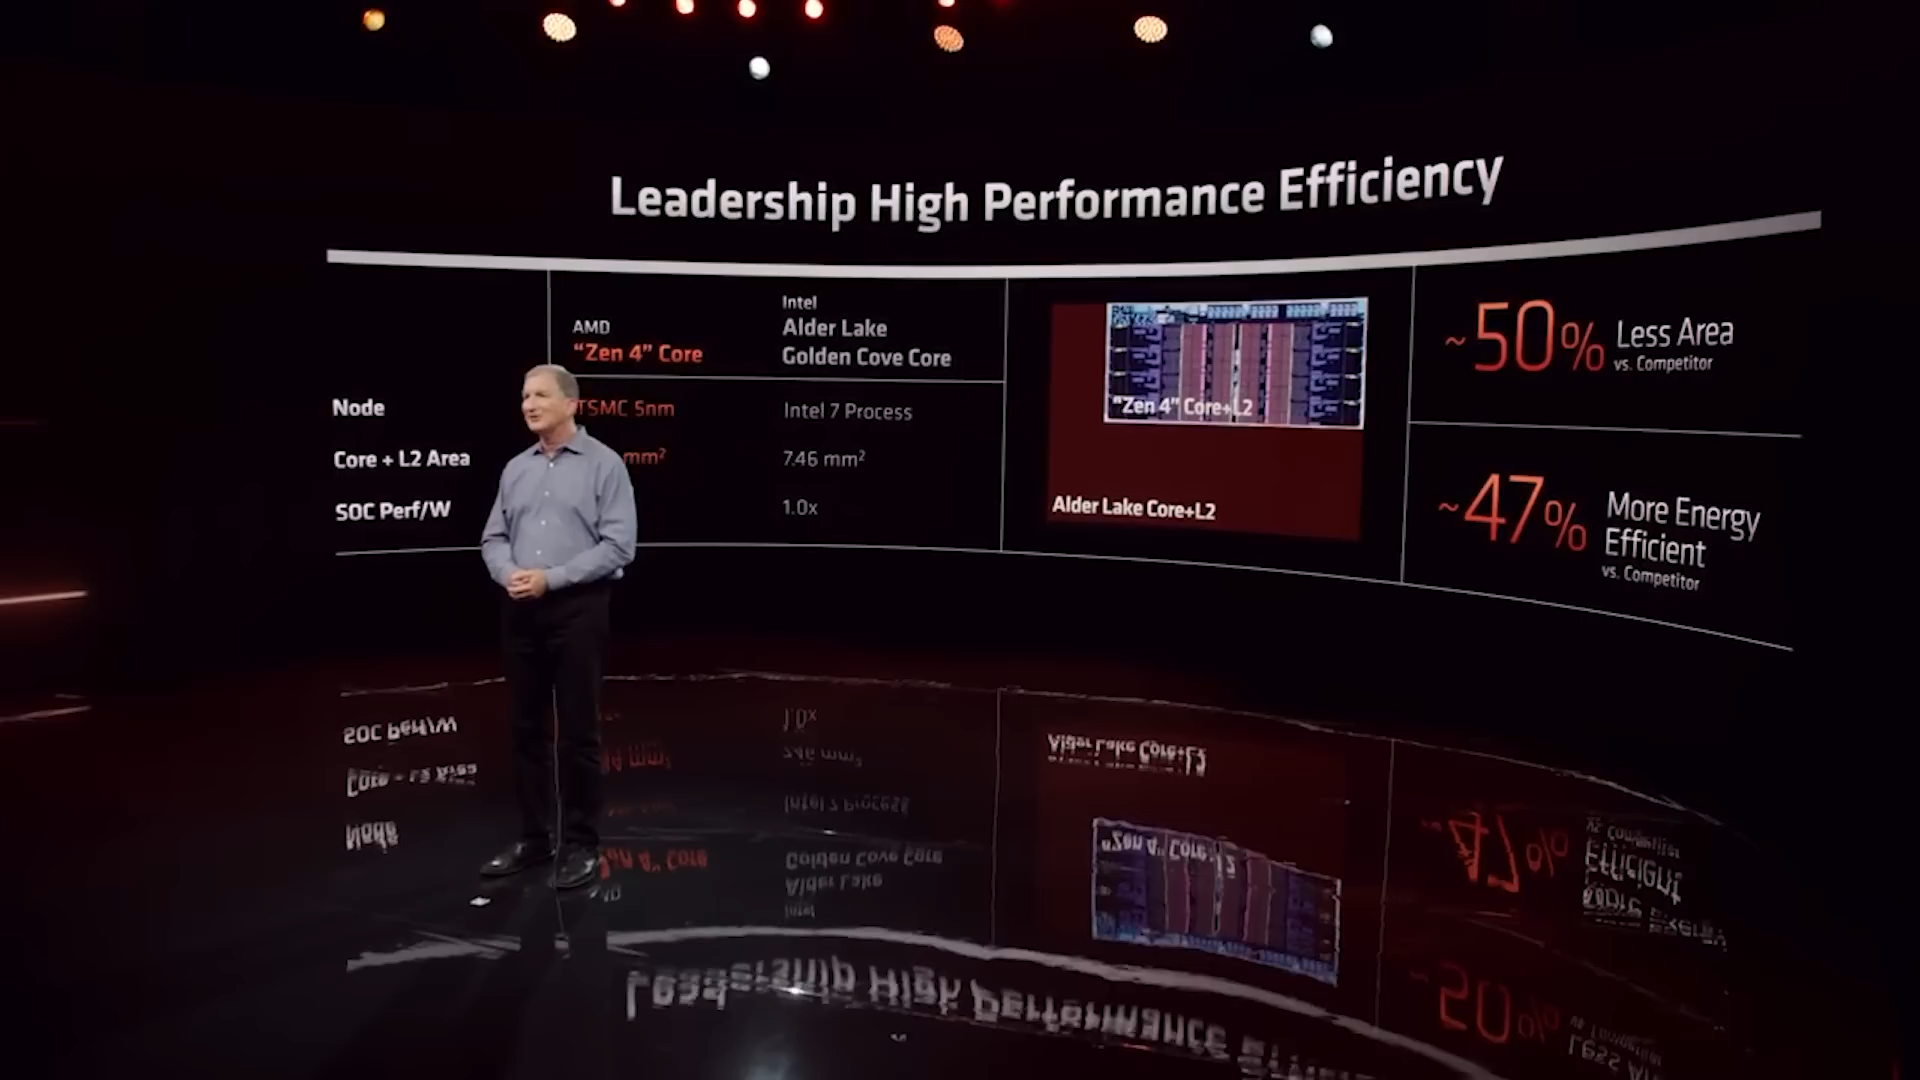 Leadership High Performance Efficiency
AMD
"Zen 4" Core
Intel
Alder Lake
Golden Cove Core
Node
TSMC 5nm
Intel 7 Process
Core + L2 Area
mm²
7.46 mm²
SOC Perf/W
1.0x
"Zen 4" Core+L2
Alder Lake Core+L2
~50% Less Area
vs. Competitor
~47% More Energy
Efficient
vs. Competitor